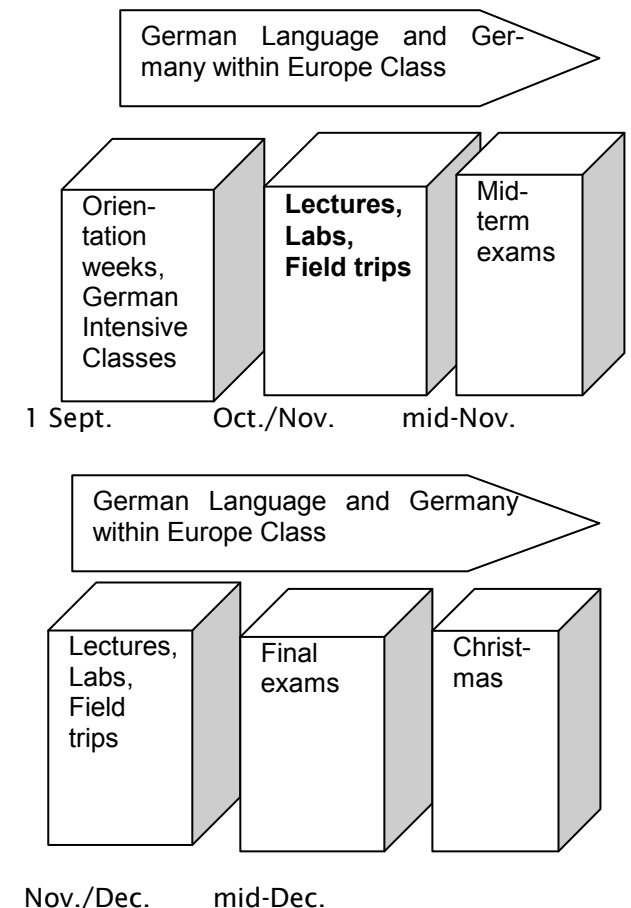 German Language and Ger-
many within Europe Class
Orien-
tation
weeks,
German
Intensive
Classes
Lectures,
Labs,
Field trips
Mid-
term
exams
1 Sept. Oct./Nov. mid-Nov.
German Language and Germany
within Europe Class
Lectures,
Labs,
Field
trips
Final
exams
Christ-
mas
Nov./Dec. mid-Dec.